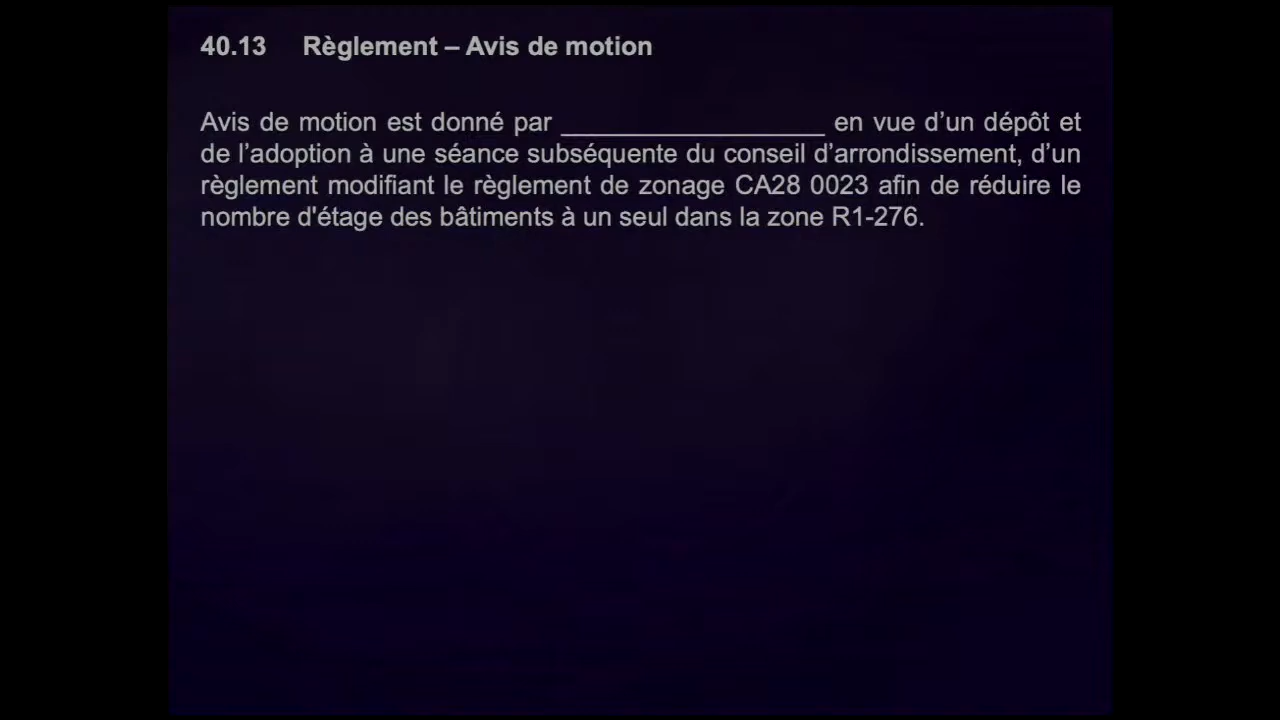 40.13 Règlement – Avis de motion
Avis de motion est donné par ___________________ en vue d’un dépôt et
de l’adoption à une séance subséquente du conseil d’arrondissement, d’un
règlement modifiant le règlement de zonage CA28 0023 afin de réduire le
nombre d'étage des bâtiments à un seul dans la zone R1-276.